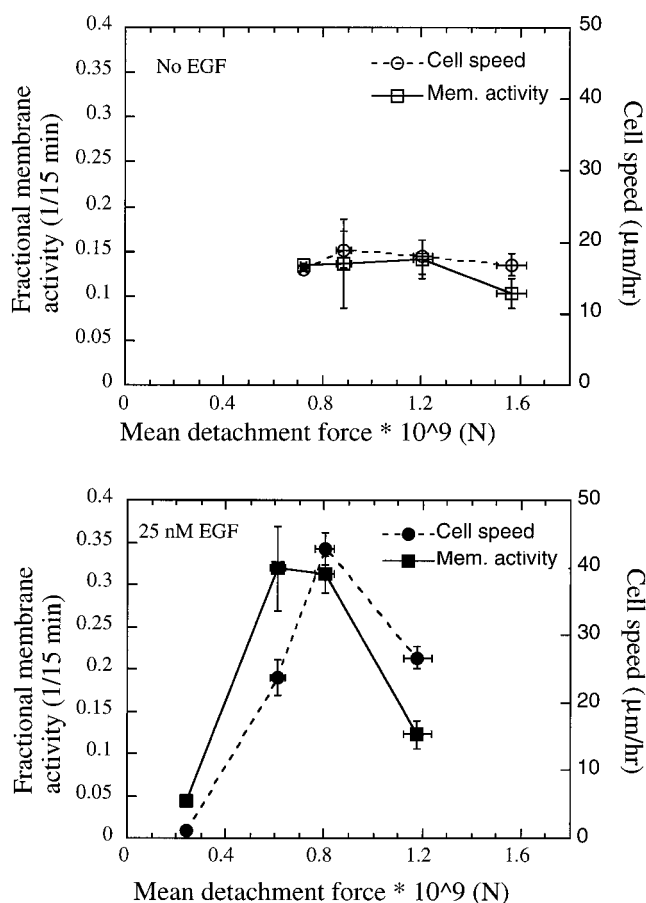 No EGF
Cell speed
Mem. activity
Fractional membrane
activity (1/15 min)
0.4
0.35
0.3
0.25
0.2
0.15
0.1
0.05
0
50
40
30
20
10
0
Cell speed (μm/hr)
0 0.4 0.8 1.2 1.6
Mean detachment force * 10^9 (N)
25 nM EGF
Cell speed
Mem. activity
Fractional membrane
activity (1/15 min)
0.4
0.35
0.3
0.25
0.2
0.15
0.1
0.05
0
50
40
30
20
10
0
Cell speed (μm/hr)
0 0.4 0.8 1.2 1.6
Mean detachment force * 10^9 (N)